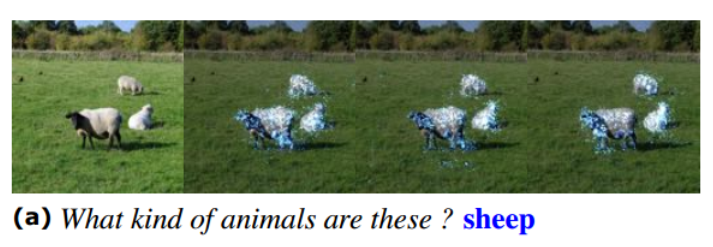 (a) What kind of animals are these ? sheep